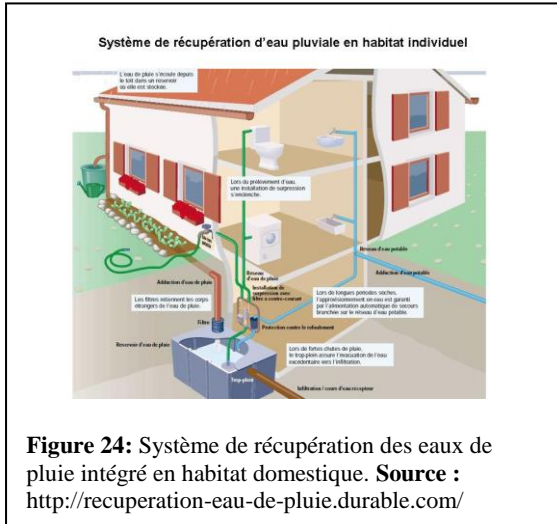 Système de récupération d'eau pluviale en habitat individuel
L'eau de pluie s'écoule depuis
le toit dans un réservoir
où elle est stockée.
Lors du prélèvement d'eau,
une installation de surpression
s'enclenche.
Réseau d'eau potable
Adduction d'eau potable
Adduction d'eau de pluie
Réseau
d'eau de pluie
Installation de
surpression avec
filtre à contre-courant
Lors de longues périodes sèches,
l'approvisionnement en eau est garanti
par l'alimentation automatique de secours
branchée sur le réseau d'eau potable.
Les filtres retiennent les corps
étrangers de l'eau de pluie.
Filtre
Protection contre le refoulement
Réservoir d'eau de pluie
Lors de fortes chutes de pluie,
le trop-plein assure l'évacuation de l'eau
excédentaire vers l'infiltration.
Trop-plein
Infiltration / cours d'eau récepteur
Figure 24: Système de récupération des eaux de
pluie intégré en habitat domestique. Source :
http://recuperation-eau-de-pluie.durable.com/